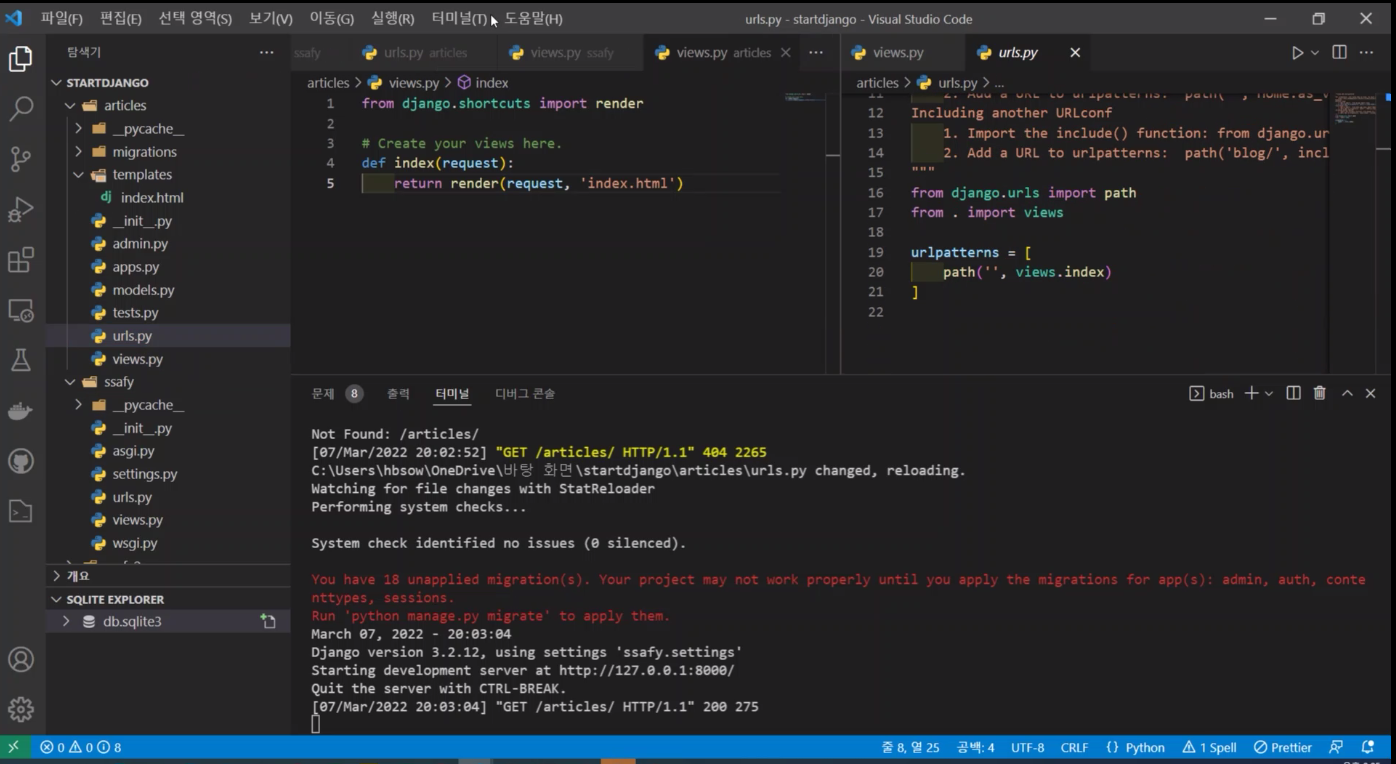 파일(F) 편집(E) 선택 영역(S) 보기(V) 이동(G) 실행(R) 터미널(T) 도움말(H) urls.py - startdjango - Visual Studio Code
탐색기
STARTDJANGO
articles
__pycache__
migrations
templates
dj index.html
__init__.py
admin.py
apps.py
models.py
tests.py
urls.py
views.py
ssafy
__pycache__
__init__.py
asgi.py
settings.py
urls.py
views.py
wsgi.py
개요
SQLITE EXPLORER
db.sqlite3
ssafy urls.py articles views.py ssafy views.py articles
articles > views.py > index
1 from django.shortcuts import render
2
3 # Create your views here.
4 def index(request):
5 return render(request, 'index.html')
views.py urls.py
articles > urls.py > ...
11 2. Add a URL to urlpatterns: path('', home.as_v
12 Including another URLconf
13 1. Import the include() function: from django.ur
14 2. Add a URL to urlpatterns: path('blog/', incl
15 """
16 from django.urls import path
17 from . import views
18
19 urlpatterns = [
20 path('', views.index)
21 ]
22
문제 8 출력 터미널 디버그 콘솔 bash
Not Found: /articles/
[07/Mar/2022 20:02:52] "GET /articles/ HTTP/1.1" 404 2265
C:\Users\hbsow\OneDrive\바탕 화면\startdjango\articles\urls.py changed, reloading.
Watching for file changes with StatReloader
Performing system checks...
System check identified no issues (0 silenced).
You have 18 unapplied migration(s). Your project may not work properly until you apply the migrations for app(s): admin, auth, conte
nttypes, sessions.
Run 'python manage.py migrate' to apply them.
March 07, 2022 - 20:03:04
Django version 3.2.12, using settings 'ssafy.settings'
Starting development server at http://127.0.0.1:8000/
Quit the server with CTRL-BREAK.
[07/Mar/2022 20:03:04] "GET /articles/ HTTP/1.1" 200 275
0 0 8 줄 8, 열 25 공백: 4 UTF-8 CRLF {} Python 1 Spell Prettier